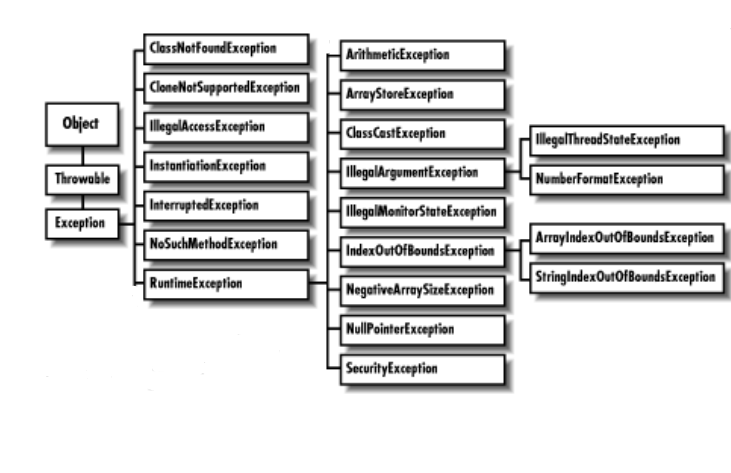 Object
Throwable
Exception
ClassNotFoundException
CloneNotSupportedException
IllegalAccessException
InstantiationException
InterruptedException
NoSuchMethodException
RuntimeException
ArithmeticException
ArrayStoreException
ClassCastException
IllegalArgumentException
IllegalMonitorStateException
IndexOutOfBoundsException
NegativeArraySizeException
NullPointerException
SecurityException
IllegalThreadStateException
NumberFormatException
ArrayIndexOutOfBoundsException
StringIndexOutOfBoundsException